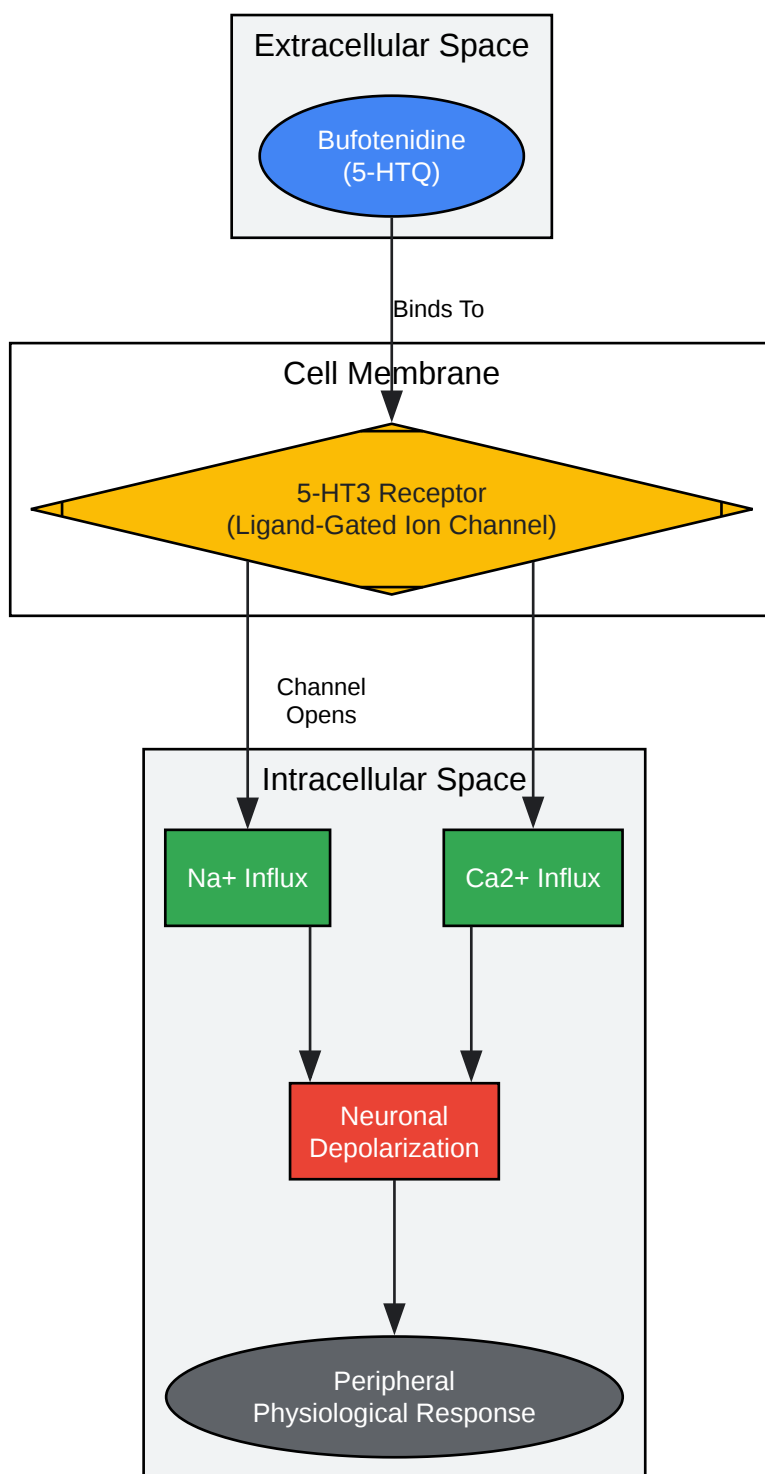 Extracellular Space
Bufotenidine
(5-HTQ)
Binds To
Cell Membrane
5-HT3 Receptor
(Ligand-Gated Ion Channel)
Channel
Opens
Intracellular Space
Na+ Influx
Ca2+ Influx
Neuronal
Depolarization
Peripheral
Physiological Response